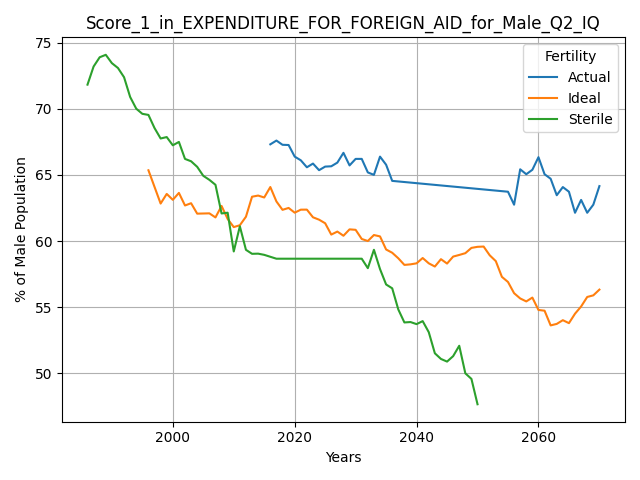 Score_1_in_EXPENDITURE_FOR_FOREIGN_AID_for_Male_Q2_IQ
Fertility
Actual
Ideal
Sterile
% of Male Population
75
70
65
60
55
50
2000
2020
2040
2060
Years